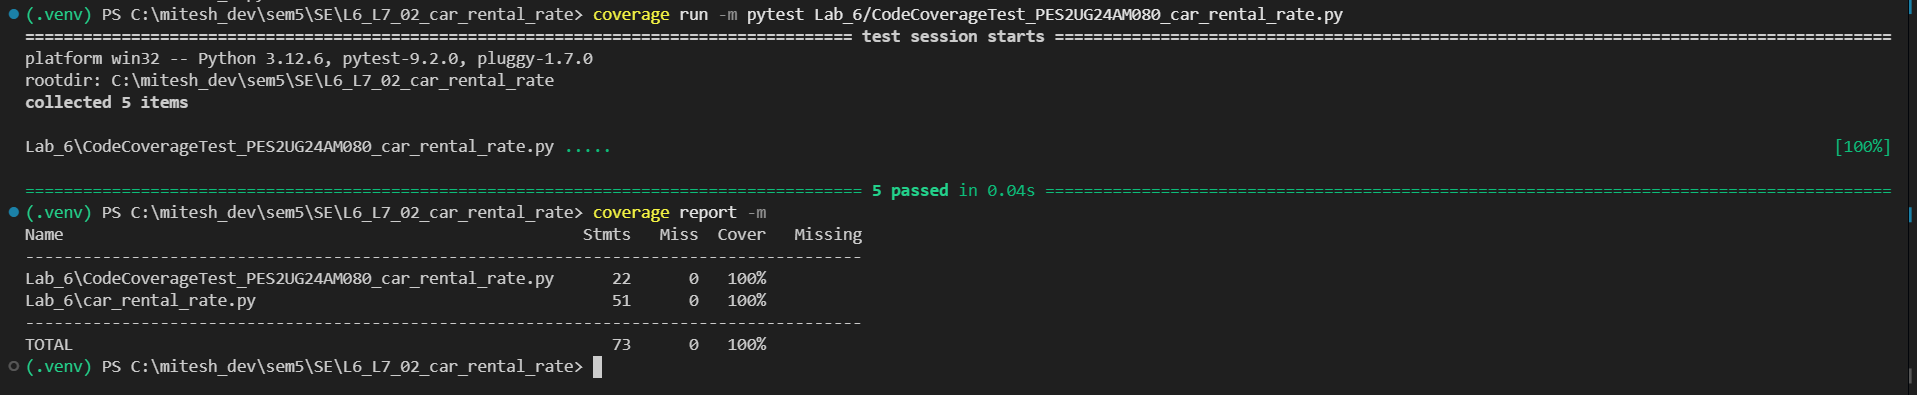 (.venv) PS C:\mitesh_dev\sem5\SE\L6_L7_02_car_rental_rate> coverage run -m pytest Lab_6/CodeCoverageTest_PES2UG24AM080_car_rental_rate.py
==================================================================================== test session starts =====================================================================================
platform win32 -- Python 3.12.6, pytest-9.2.0, pluggy-1.7.0
rootdir: C:\mitesh_dev\sem5\SE\L6_L7_02_car_rental_rate
collected 5 items
Lab_6\CodeCoverageTest_PES2UG24AM080_car_rental_rate.py ..... [100%]
===================================================================================== 5 passed in 0.04s ======================================================================================
(.venv) PS C:\mitesh_dev\sem5\SE\L6_L7_02_car_rental_rate> coverage report -m
Name Stmts Miss Cover Missing
-------------------------------------------------------------------------------------
Lab_6\CodeCoverageTest_PES2UG24AM080_car_rental_rate.py 22 0 100%
Lab_6\car_rental_rate.py 51 0 100%
-------------------------------------------------------------------------------------
TOTAL 73 0 100%
(.venv) PS C:\mitesh_dev\sem5\SE\L6_L7_02_car_rental_rate>